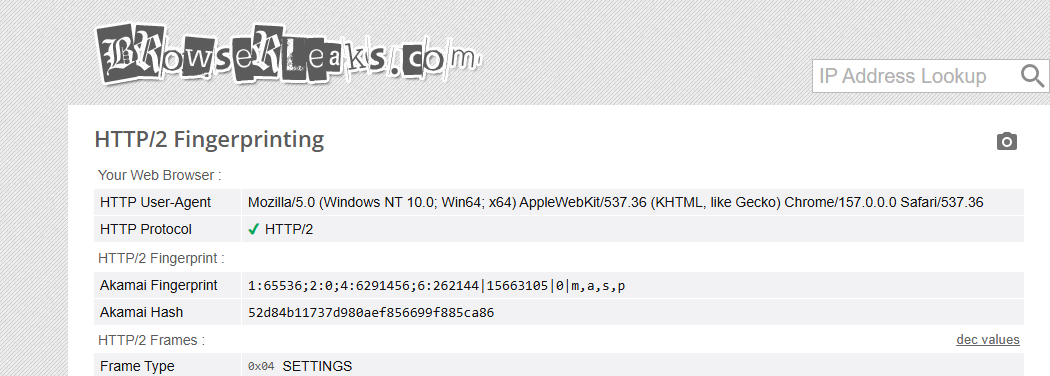 BRowseRLeaks.com
IP Address Lookup
HTTP/2 Fingerprinting
Your Web Browser :
HTTP User-Agent Mozilla/5.0 (Windows NT 10.0; Win64; x64) AppleWebKit/537.36 (KHTML, like Gecko) Chrome/157.0.0.0 Safari/537.36
HTTP Protocol ✔ HTTP/2
HTTP/2 Fingerprint :
Akamai Fingerprint 1:65536;2:0;4:6291456;6:262144|15663105|0|m,a,s,p
Akamai Hash 52d84b11737d980aef856699f885ca86
HTTP/2 Frames : dec values
Frame Type 0x04 SETTINGS